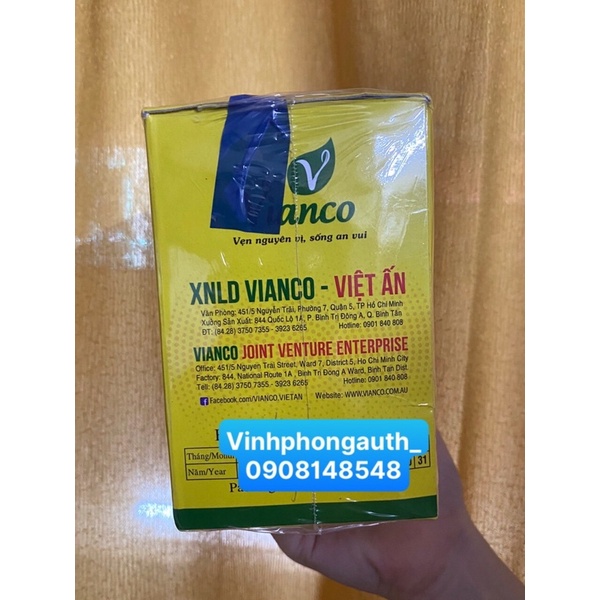 V
Vianco
Vẹn nguyên vị, sống an vui
XNLD VIANCO - VIỆT ẤN
Văn Phòng: 451/5 Nguyễn Trãi, Phường 7, Quận 5, TP Hồ Chí Minh
Xưởng Sản Xuất: 844 Quốc Lộ 1A, P. Bình Trị Đông A, Q. Bình Tân
ĐT: (84.28) 3750 7355 - 3923 6265 Hotline: 0901 840 808
VIANCO JOINT VENTURE ENTERPRISE
Office: 451/5 Nguyen Trai Street, Ward 7, District 5, Ho Chi Minh City
Factory: 844, National Route 1A , Binh Tri Dong A Ward, Binh Tan Dist.
Tell: (84.28) 3750 7355 - 3923 6265 Hotline: 0901 840 808
Facebook.com/VIANCO.VIETAN Website: WWW.VIANCO.COM.AU
Vinhphongauth_
0908148548
Tháng/Month
31
Năm/Year